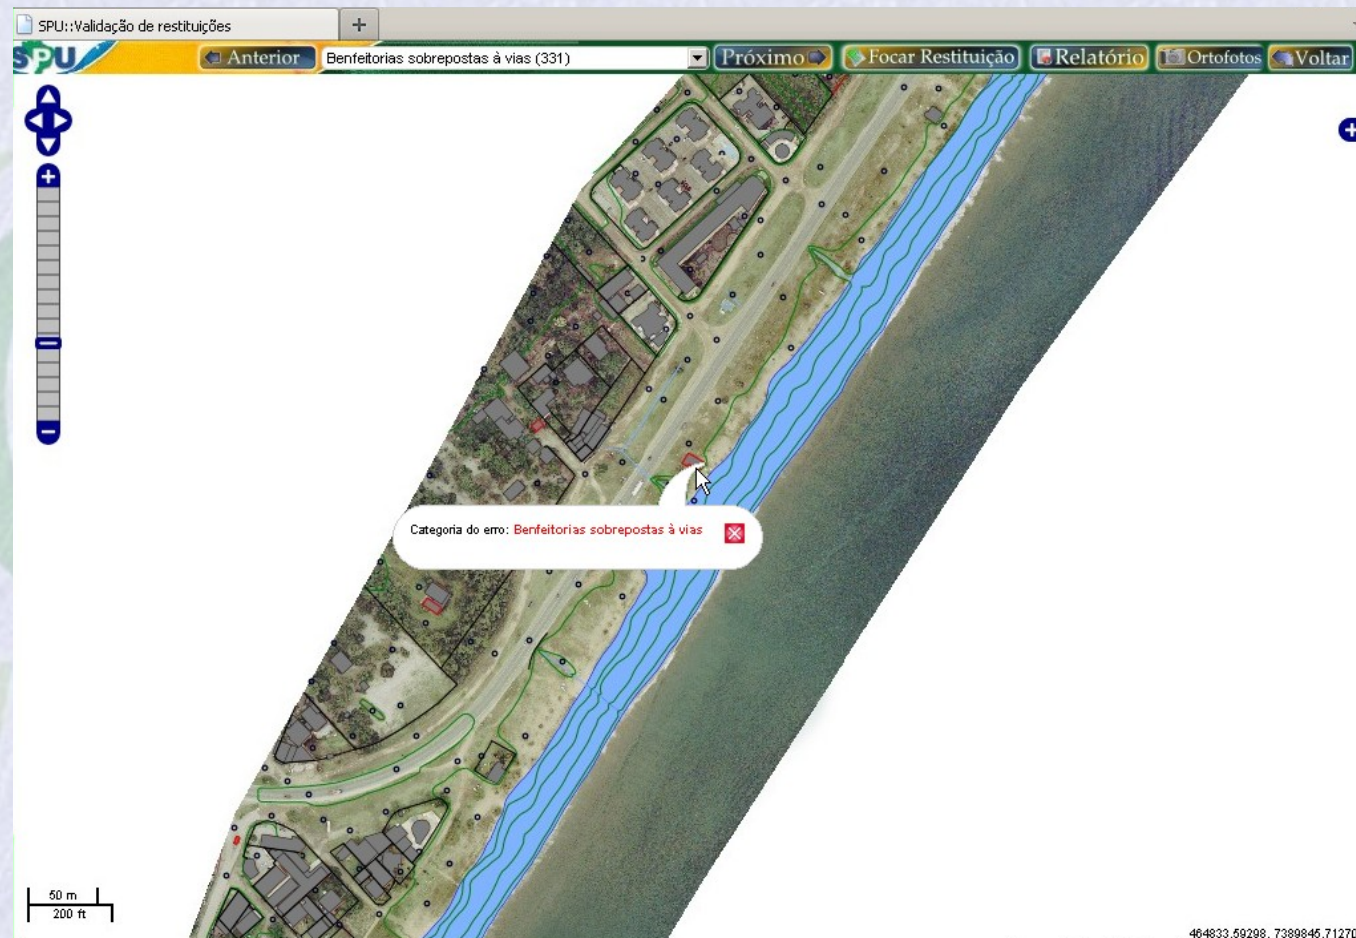 SPU::Validação de restituições
SPU Anterior Benfeitorias sobrepostas à vias (331) Próximo Focar Restituição Relatório Ortofotos Voltar
Categoria do erro: Benfeitorias sobrepostas à vias
50 m
200 ft
464833.59298, 7389845.71270